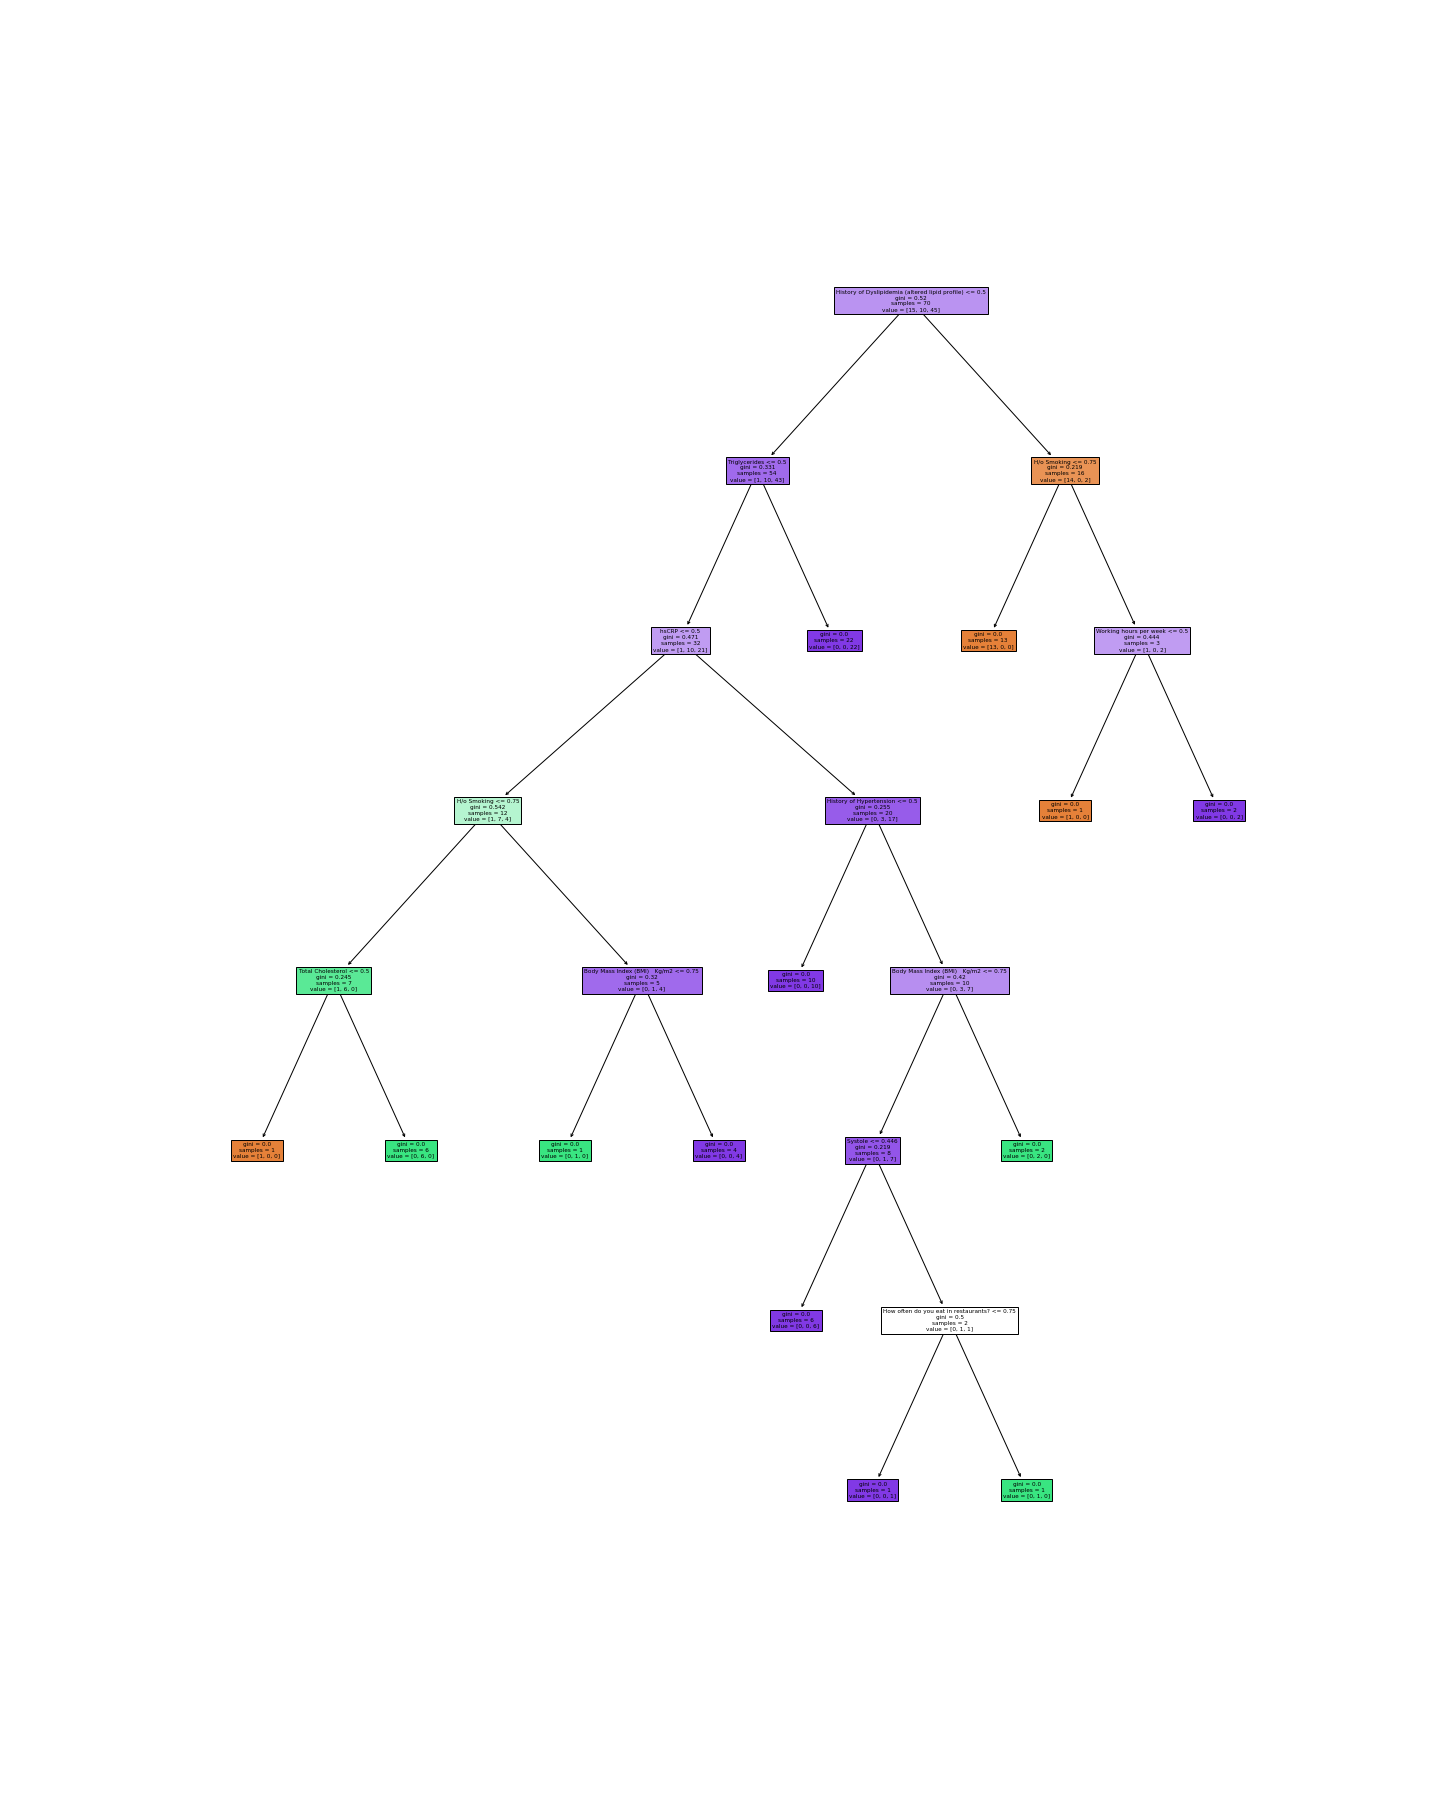 History of Dyslipidemia (altered lipid profile) <= 0.5
gini = 0.52
samples = 70
value = [15, 10, 45]
Triglycerides <= 0.5
gini = 0.331
samples = 54
value = [1, 10, 43]
H/o Smoking <= 0.75
gini = 0.219
samples = 16
value = [14, 0, 2]
hsCRP <= 0.5
gini = 0.471
samples = 32
value = [1, 10, 21]
gini = 0.0
samples = 22
value = [0, 0, 22]
gini = 0.0
samples = 13
value = [13, 0, 0]
Working hours per week <= 0.5
gini = 0.444
samples = 3
value = [1, 0, 2]
H/o Smoking <= 0.75
gini = 0.542
samples = 12
value = [1, 7, 4]
History of Hypertension <= 0.5
gini = 0.255
samples = 20
value = [0, 3, 17]
gini = 0.0
samples = 1
value = [1, 0, 0]
gini = 0.0
samples = 2
value = [0, 0, 2]
Total Cholesterol <= 0.5
gini = 0.245
samples = 7
value = [1, 6, 0]
Body Mass Index (BMI)   Kg/m2 <= 0.75
gini = 0.32
samples = 5
value = [0, 1, 4]
gini = 0.0
samples = 10
value = [0, 0, 10]
Body Mass Index (BMI)   Kg/m2 <= 0.75
gini = 0.42
samples = 10
value = [0, 3, 7]
gini = 0.0
samples = 1
value = [1, 0, 0]
gini = 0.0
samples = 6
value = [0, 6, 0]
gini = 0.0
samples = 1
value = [0, 1, 0]
gini = 0.0
samples = 4
value = [0, 0, 4]
Systole <= 0.446
gini = 0.219
samples = 8
value = [0, 1, 7]
gini = 0.0
samples = 2
value = [0, 2, 0]
gini = 0.0
samples = 6
value = [0, 0, 6]
How often do you eat in restaurants? <= 0.75
gini = 0.5
samples = 2
value = [0, 1, 1]
gini = 0.0
samples = 1
value = [0, 0, 1]
gini = 0.0
samples = 1
value = [0, 1, 0]